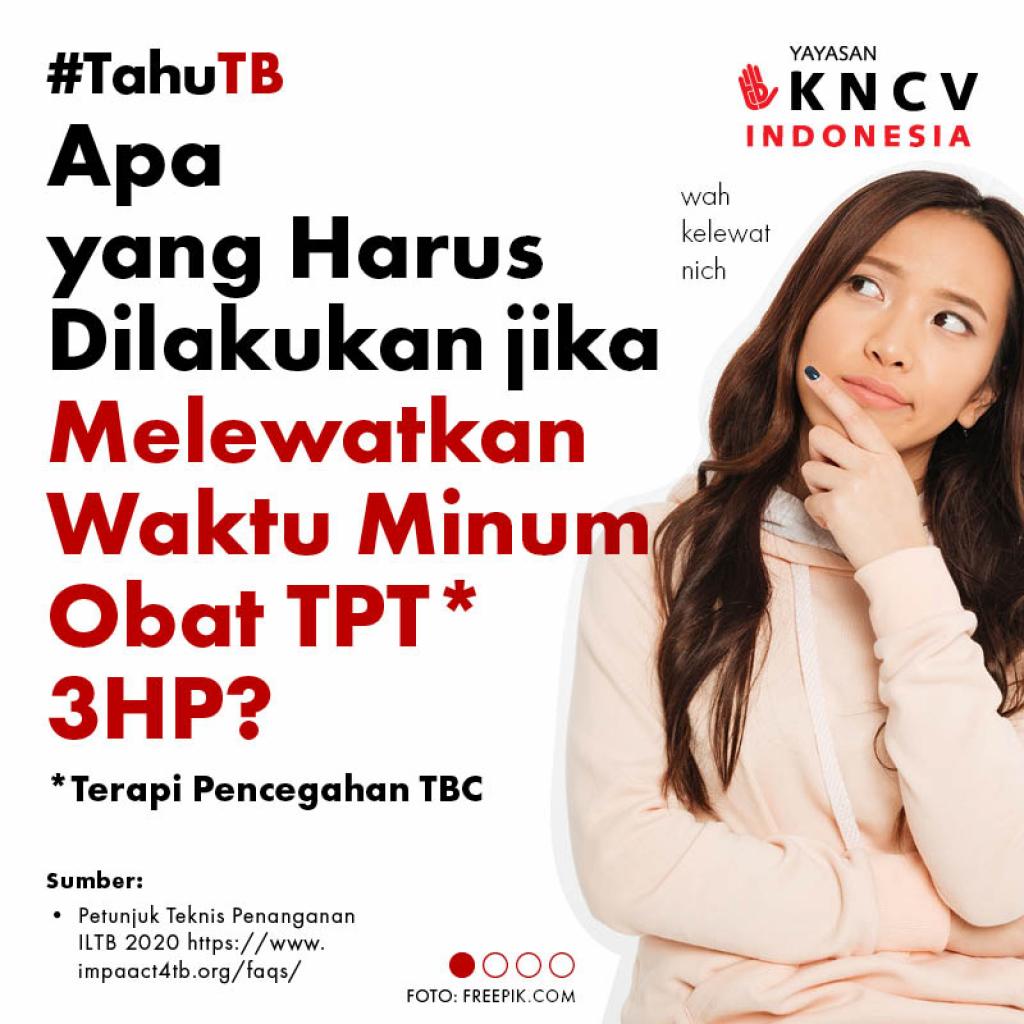 #TahuTB
YAYASAN
KNCV
INDONESIA
Apa
yang Harus
Dilakukan jika
Melewatkan
Waktu Minum
Obat TPT*
3HP?
wah
kelewat
nich
*Terapi Pencegahan TBC
Sumber:
• Petunjuk Teknis Penanganan
ILTB 2020 https://www.
impaact4tb.org/faqs/
FOTO: FREEPIK.COM